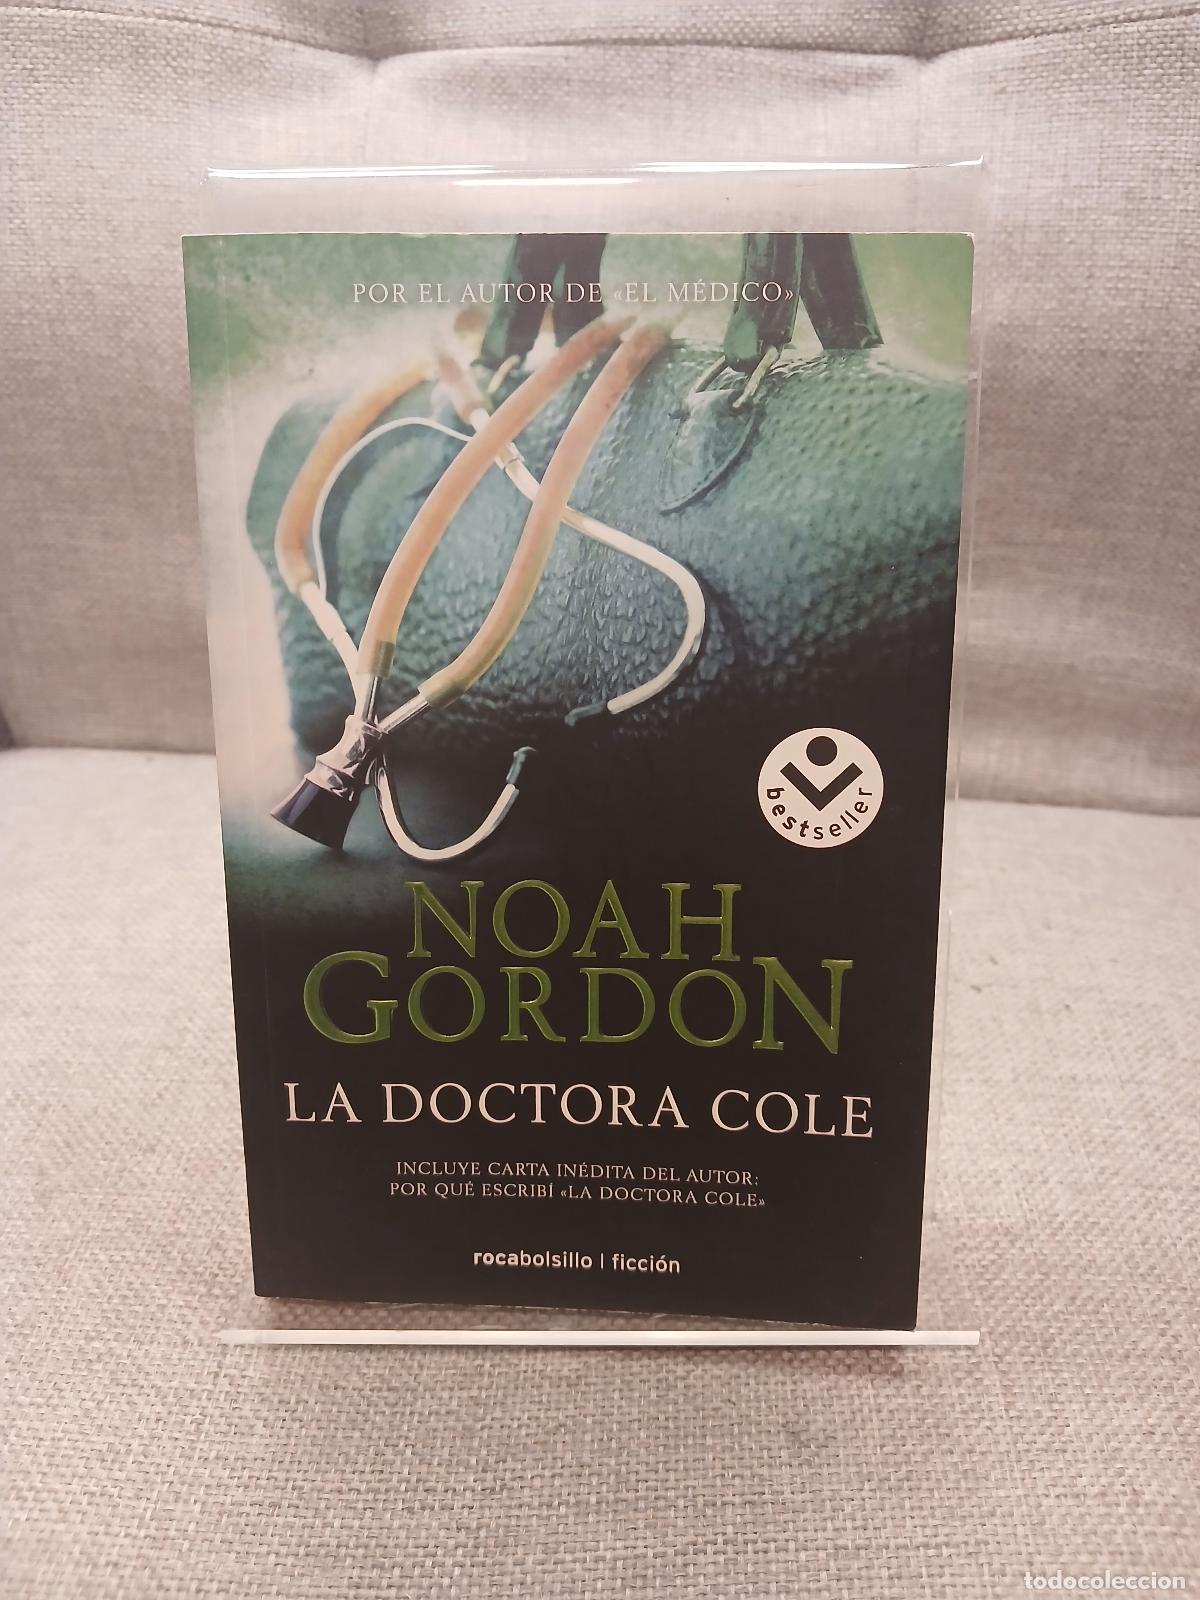 POR EL AUTOR DE «EL MÉDICO»
bestseller
NOAH
GORDON
LA DOCTORA COLE
INCLUYE CARTA INÉDITA DEL AUTOR:
POR QUÉ ESCRIBÍ «LA DOCTORA COLE»
rocabolsillo | ficción
todocoleccion